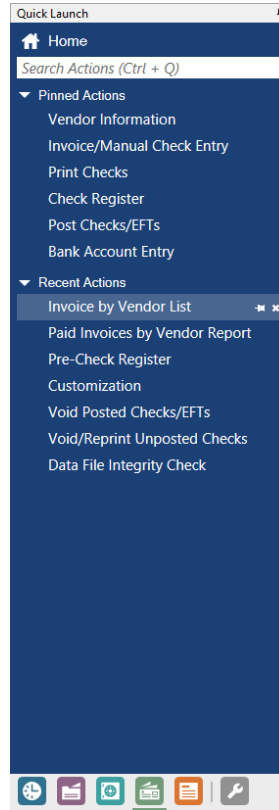 Quick Launch
Home
Search Actions (Ctrl + Q)
Pinned Actions
Vendor Information
Invoice/Manual Check Entry
Print Checks
Check Register
Post Checks/EFTs
Bank Account Entry
Recent Actions
Invoice by Vendor List
Paid Invoices by Vendor Report
Pre-Check Register
Customization
Void Posted Checks/EFTs
Void/Reprint Unposted Checks
Data File Integrity Check